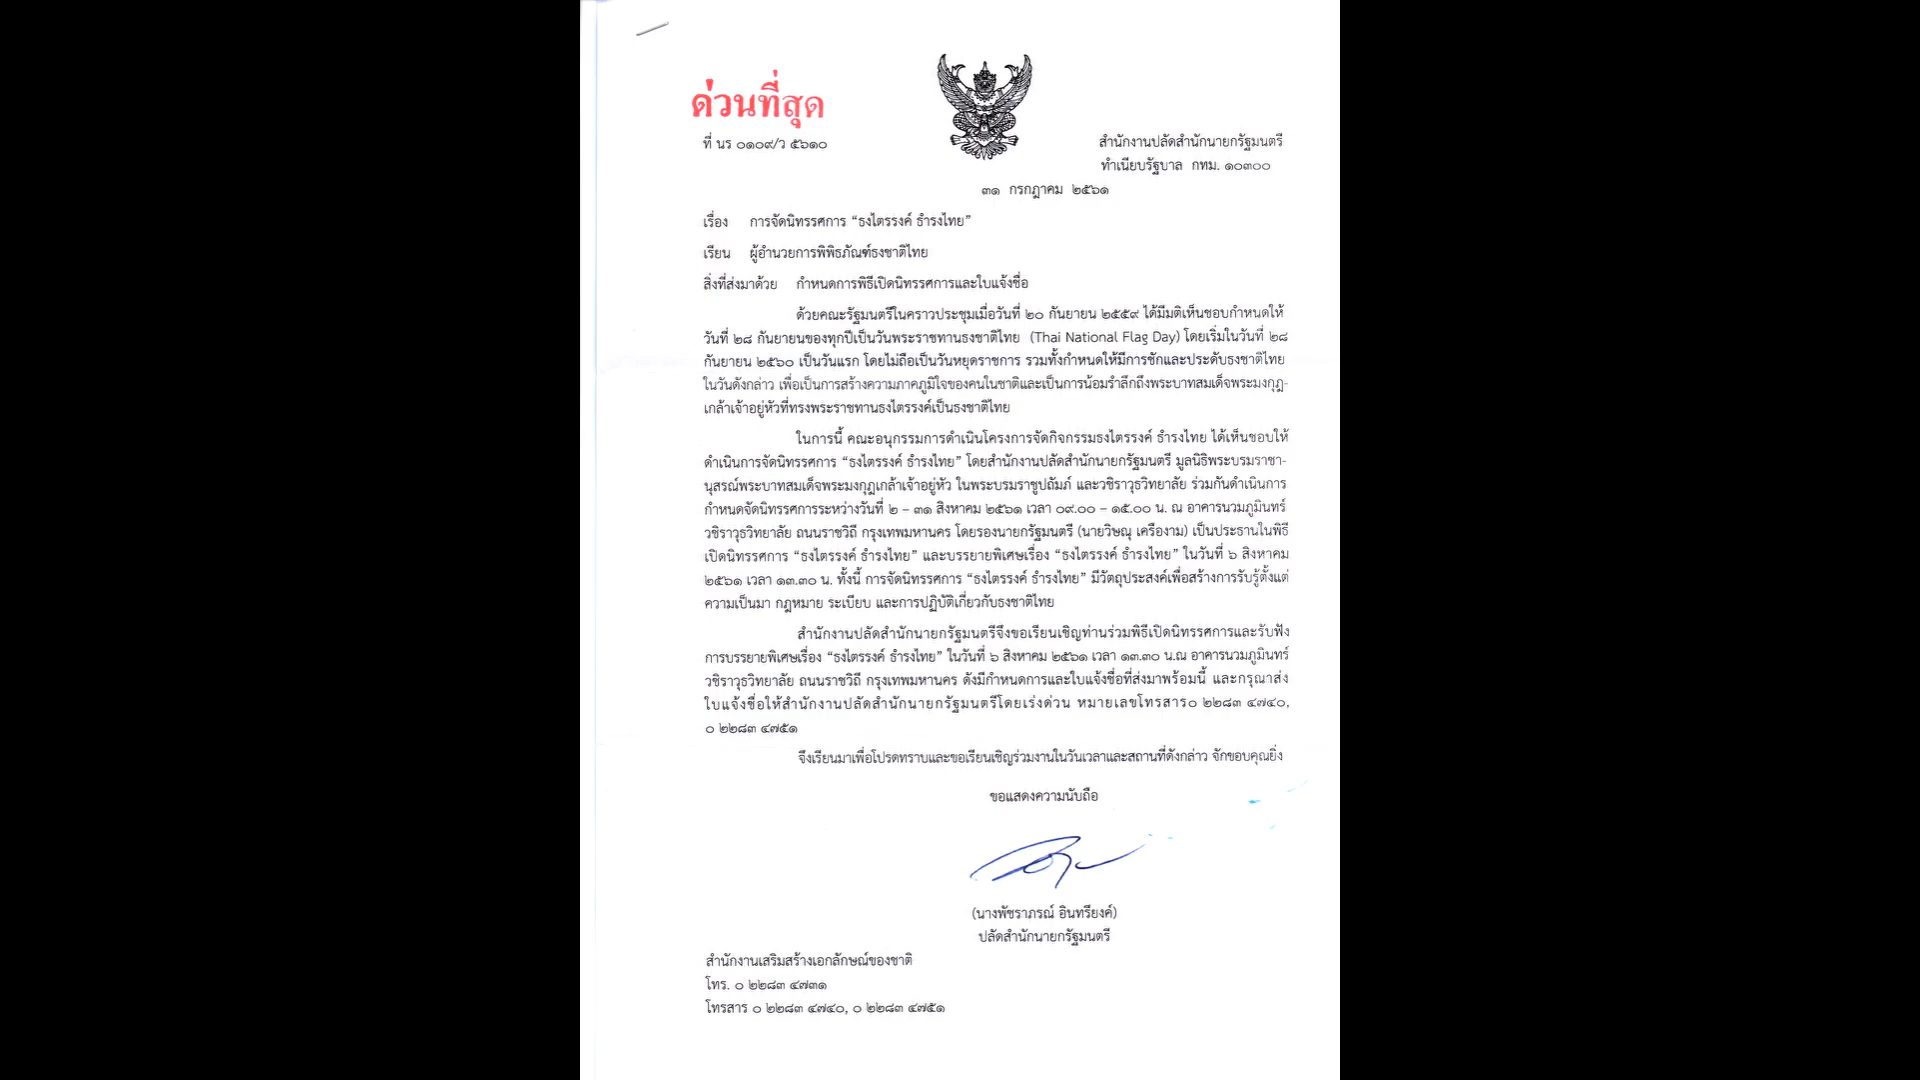 ด่วนที่สุด
ที่ นร ๐๑๐๙/ว ๕๖๑๐
สำนักงานปลัดสำนักนายกรัฐมนตรี
ทำเนียบรัฐบาล กทม. ๑๐๓๐๐
๓๑ กรกฎาคม ๒๕๖๑
เรื่อง การจัดนิทรรศการ “ธงไตรรงค์ ธำรงไทย”
เรียน ผู้อำนวยการพิพิธภัณฑ์ธงชาติไทย
สิ่งที่ส่งมาด้วย กำหนดการพิธีเปิดนิทรรศการและใบแจ้งชื่อ
ด้วยคณะรัฐมนตรีในคราวประชุมเมื่อวันที่ ๒๐ กันยายน ๒๕๕๙ ได้มีมติเห็นชอบกำหนดให้
วันที่ ๒๘ กันยายนของทุกปีเป็นวันพระราชทานธงชาติไทย (Thai National Flag Day) โดยเริ่มในวันที่ ๒๘
กันยายน ๒๕๖๐ เป็นวันแรก โดยไม่ถือเป็นวันหยุดราชการ รวมทั้งกำหนดให้มีการชักและประดับธงชาติไทย
ในวันดังกล่าว เพื่อเป็นการสร้างความภาคภูมิใจของคนในชาติและเป็นการน้อมรำลึกถึงพระบาทสมเด็จพระมงกุฎ-
เกล้าเจ้าอยู่หัวที่ทรงพระราชทานธงไตรรงค์เป็นธงชาติไทย
ในการนี้ คณะอนุกรรมการดำเนินโครงการจัดกิจกรรมธงไตรรงค์ ธำรงไทย ได้เห็นชอบให้
ดำเนินการจัดนิทรรศการ “ธงไตรรงค์ ธำรงไทย” โดยสำนักงานปลัดสำนักนายกรัฐมนตรี มูลนิธิพระบรมราชา-
นุสรณ์พระบาทสมเด็จพระมงกุฎเกล้าเจ้าอยู่หัว ในพระบรมราชูปถัมภ์ และวชิราวุธวิทยาลัย ร่วมกันดำเนินการ
กำหนดจัดนิทรรศการระหว่างวันที่ ๒ – ๓๑ สิงหาคม ๒๕๖๑ เวลา ๐๙.๐๐ – ๑๕.๐๐ น. ณ อาคารนวมภูมินทร์
วชิราวุธวิทยาลัย ถนนราชวิถี กรุงเทพมหานคร โดยรองนายกรัฐมนตรี (นายวิษณุ เครืองาม) เป็นประธานในพิธี
เปิดนิทรรศการ “ธงไตรรงค์ ธำรงไทย” และบรรยายพิเศษเรื่อง “ธงไตรรงค์ ธำรงไทย” ในวันที่ ๖ สิงหาคม
๒๕๖๑ เวลา ๑๓.๓๐ น. ทั้งนี้ การจัดนิทรรศการ “ธงไตรรงค์ ธำรงไทย” มีวัตถุประสงค์เพื่อสร้างการรับรู้ตั้งแต่
ความเป็นมา กฎหมาย ระเบียบ และการปฏิบัติเกี่ยวกับธงชาติไทย
สำนักงานปลัดสำนักนายกรัฐมนตรีจึงขอเรียนเชิญท่านร่วมพิธีเปิดนิทรรศการและรับฟัง
การบรรยายพิเศษเรื่อง “ธงไตรรงค์ ธำรงไทย” ในวันที่ ๖ สิงหาคม ๒๕๖๑ เวลา ๑๓.๓๐ น.ณ อาคารนวมภูมินทร์
วชิราวุธวิทยาลัย ถนนราชวิถี กรุงเทพมหานคร ดังมีกำหนดการและใบแจ้งชื่อที่ส่งมาพร้อมนี้ และกรุณาส่ง
ใบแจ้งชื่อให้สำนักงานปลัดสำนักนายกรัฐมนตรีโดยเร่งด่วน หมายเลขโทรสาร๐ ๒๒๘๓ ๔๗๔๐,
๐ ๒๒๘๓ ๔๗๕๑
จึงเรียนมาเพื่อโปรดทราบและขอเรียนเชิญร่วมงานในวันเวลาและสถานที่ดังกล่าว จักขอบคุณยิ่ง
ขอแสดงความนับถือ
(นางพัชราภรณ์ อินทรียงค์)
ปลัดสำนักนายกรัฐมนตรี
สำนักงานเสริมสร้างเอกลักษณ์ของชาติ
โทร. ๐ ๒๒๘๓ ๔๗๓๑
โทรสาร ๐ ๒๒๘๓ ๔๗๔๐, ๐ ๒๒๘๓ ๔๗๕๑